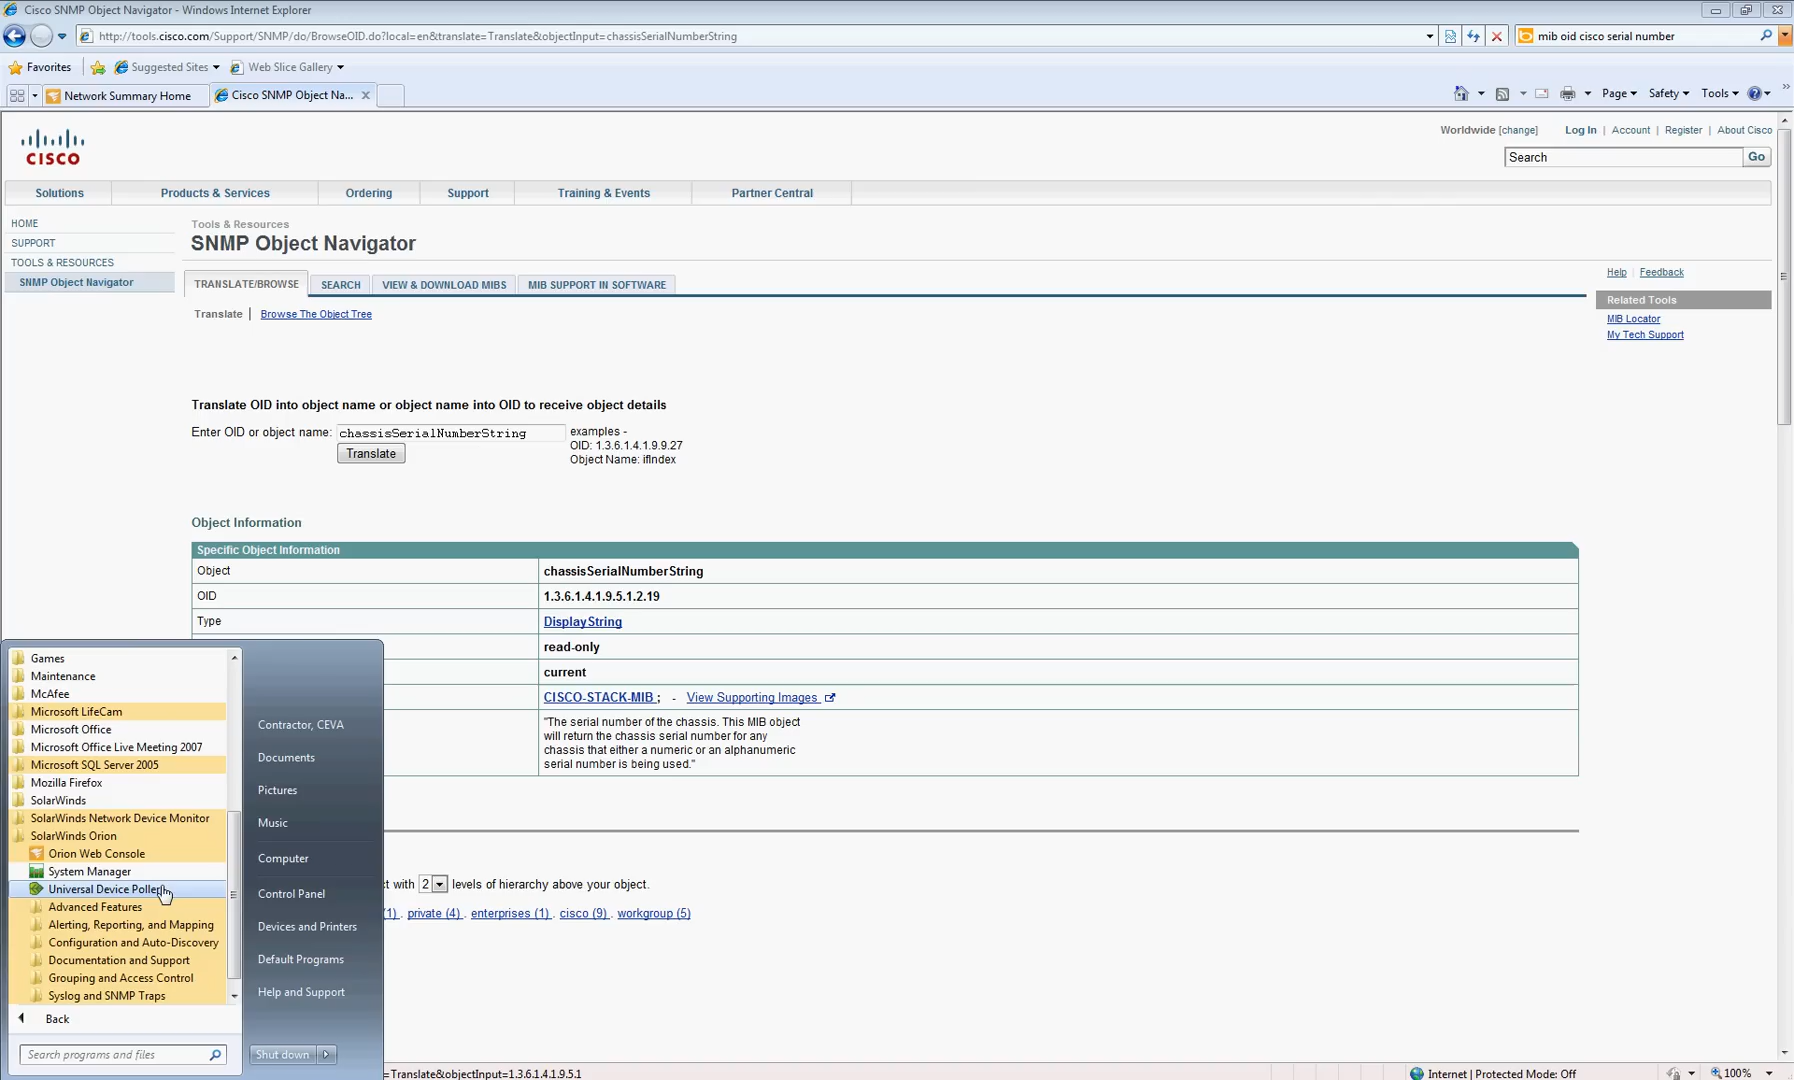 Cisco SNMP Object Navigator - Windows Internet Explorer
http://tools.cisco.com/Support/SNMP/do/BrowseOID.do?local=en&translate=Translate&objectInput=chassisSerialNumberString
mib oid cisco serial number
Favorites Suggested Sites Web Slice Gallery
Network Summary Home Cisco SNMP Object Na... Page Safety Tools
Worldwide [change] Log In | Account | Register | About Cisco
CISCO
Search Go
Solutions Products & Services Ordering Support Training & Events Partner Central
HOME
SUPPORT
TOOLS & RESOURCES
SNMP Object Navigator
Tools & Resources
SNMP Object Navigator
TRANSLATE/BROWSE SEARCH VIEW & DOWNLOAD MIBS MIB SUPPORT IN SOFTWARE
Translate | Browse The Object Tree
Help | Feedback
Related Tools
MIB Locator
My Tech Support
Translate OID into object name or object name into OID to receive object details
Enter OID or object name: chassisSerialNumberString
Translate
examples -
OID: 1.3.6.1.4.1.9.9.27
Object Name: ifIndex
Object Information
Specific Object Information
Object chassisSerialNumberString
OID 1.3.6.1.4.1.9.5.1.2.19
Type DisplayString
read-only
current
CISCO-STACK-MIB ; - View Supporting Images
"The serial number of the chassis. This MIB object
will return the chassis serial number for any
chassis that either a numeric or an alphanumeric
serial number is being used."
ct with 2 levels of hierarchy above your object.
(1) . private (4) . enterprises (1) . cisco (9) . workgroup (5)
Games
Maintenance
McAfee
Microsoft LifeCam
Microsoft Office
Microsoft Office Live Meeting 2007
Microsoft SQL Server 2005
Mozilla Firefox
SolarWinds
SolarWinds Network Device Monitor
SolarWinds Orion
Orion Web Console
System Manager
Universal Device Poller
Advanced Features
Alerting, Reporting, and Mapping
Configuration and Auto-Discovery
Documentation and Support
Grouping and Access Control
Syslog and SNMP Traps
Back
Search programs and files
Contractor, CEVA
Documents
Pictures
Music
Computer
Control Panel
Devices and Printers
Default Programs
Help and Support
Shut down
=Translate&objectInput=1.3.6.1.4.1.9.5.1
Internet | Protected Mode: Off 100%